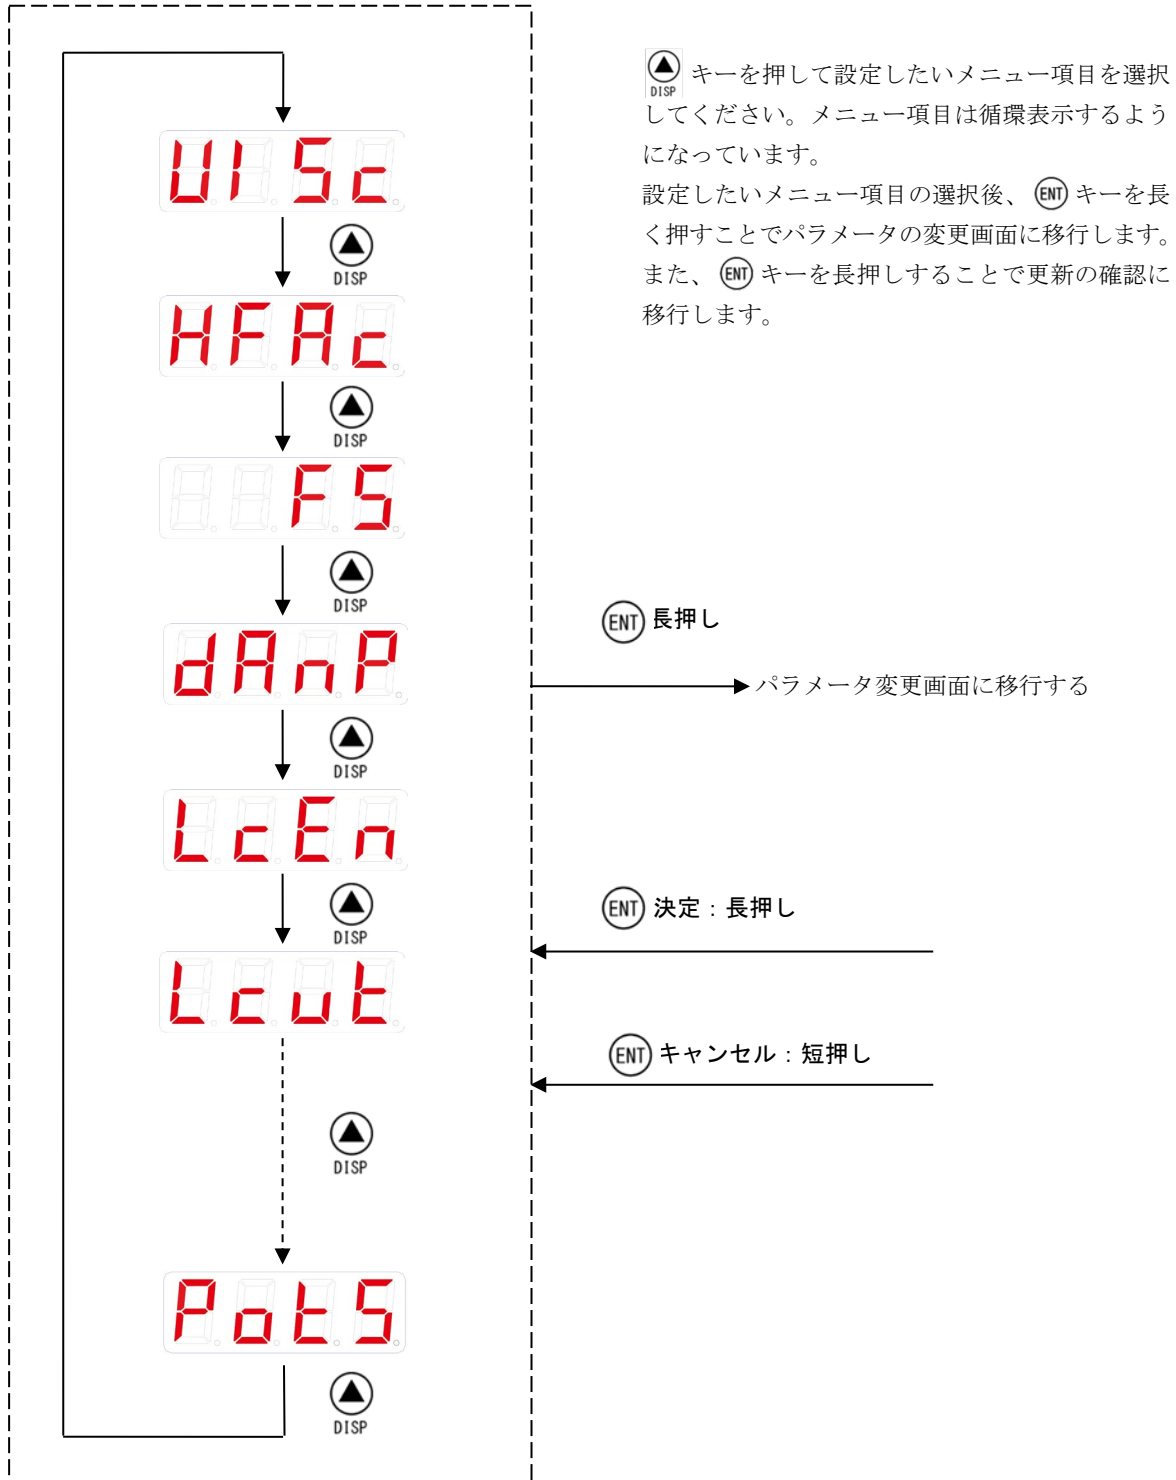 DISP キーを押して設定したいメニュー項目を選択
してください。メニュー項目は循環表示するよう
になっています。
設定したいメニュー項目の選択後、 ENT キーを長
く押すことでパラメータの変更画面に移行します。
また、 ENT キーを長押しすることで更新の確認に
移行します。
VISc
DISP
HFAc
DISP
FS
DISP
dAnP
DISP
LcEn
DISP
Lcut
DISP
PotS
DISP
ENT 長押し
パラメータ変更画面に移行する
ENT 決定：長押し
ENT キャンセル：短押し